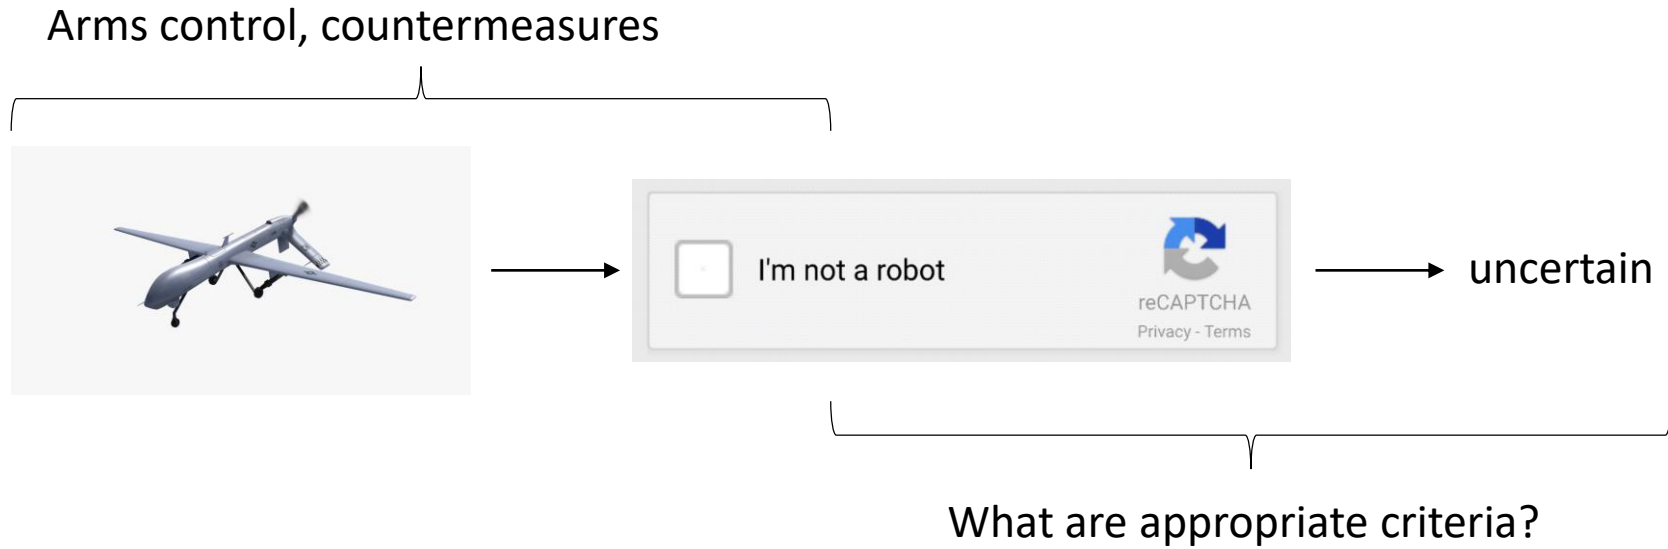 Arms control, countermeasures
I'm not a robot
reCAPTCHA
Privacy - Terms
uncertain
What are appropriate criteria?